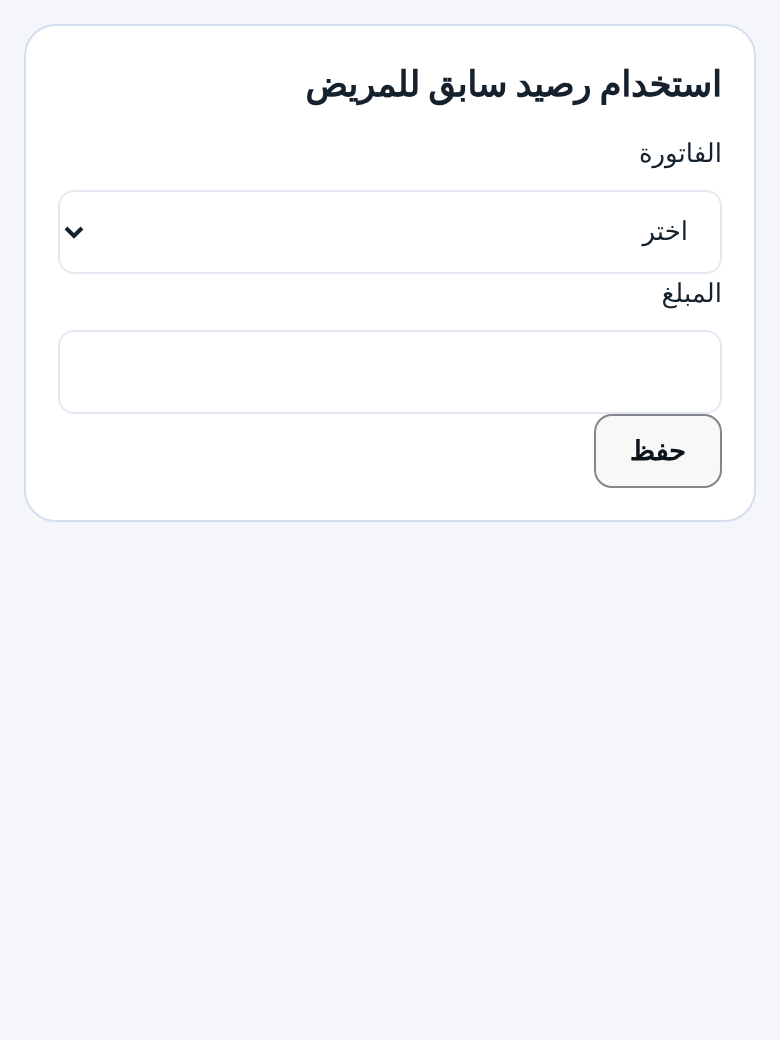 استخدام رصيد سابق للمريض
الفاتورة
اختر
المبلغ
حفظ